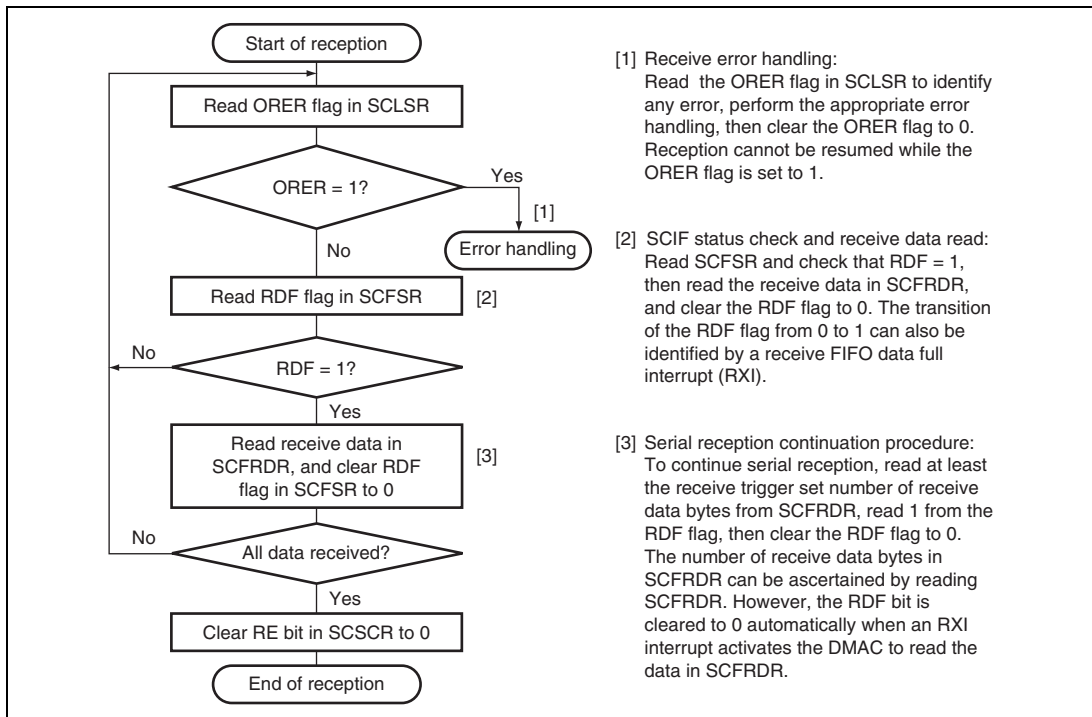 Start of reception
Read ORER flag in SCLSR
ORER = 1?
Yes
[1]
Error handling
No
Read RDF flag in SCFSR
[2]
No
RDF = 1?
Yes
Read receive data in
SCFRDR, and clear RDF
flag in SCFSR to 0
[3]
No
All data received?
Yes
Clear RE bit in SCSCR to 0
End of reception
[1] Receive error handling:
Read the ORER flag in SCLSR to identify
any error, perform the appropriate error
handling, then clear the ORER flag to 0.
Reception cannot be resumed while the
ORER flag is set to 1.
[2] SCIF status check and receive data read:
Read SCFSR and check that RDF = 1,
then read the receive data in SCFRDR,
and clear the RDF flag to 0. The transition
of the RDF flag from 0 to 1 can also be
identified by a receive FIFO data full
interrupt (RXI).
[3] Serial reception continuation procedure:
To continue serial reception, read at least
the receive trigger set number of receive
data bytes from SCFRDR, read 1 from the
RDF flag, then clear the RDF flag to 0.
The number of receive data bytes in
SCFRDR can be ascertained by reading
SCFRDR. However, the RDF bit is
cleared to 0 automatically when an RXI
interrupt activates the DMAC to read the
data in SCFRDR.